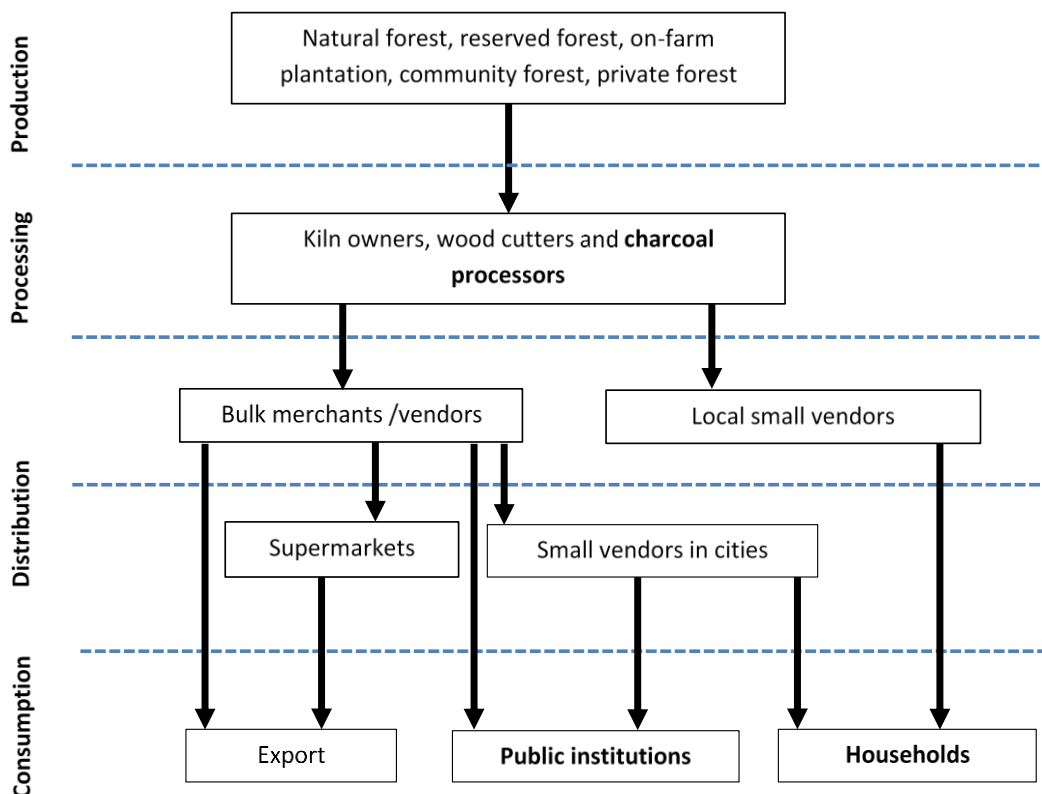 Production
Natural forest, reserved forest, on-farm
plantation, community forest, private forest
Processing
Kiln owners, wood cutters and charcoal
processors
Bulk merchants /vendors
Local small vendors
Distribution
Supermarkets
Small vendors in cities
Consumption
Export
Public institutions
Households